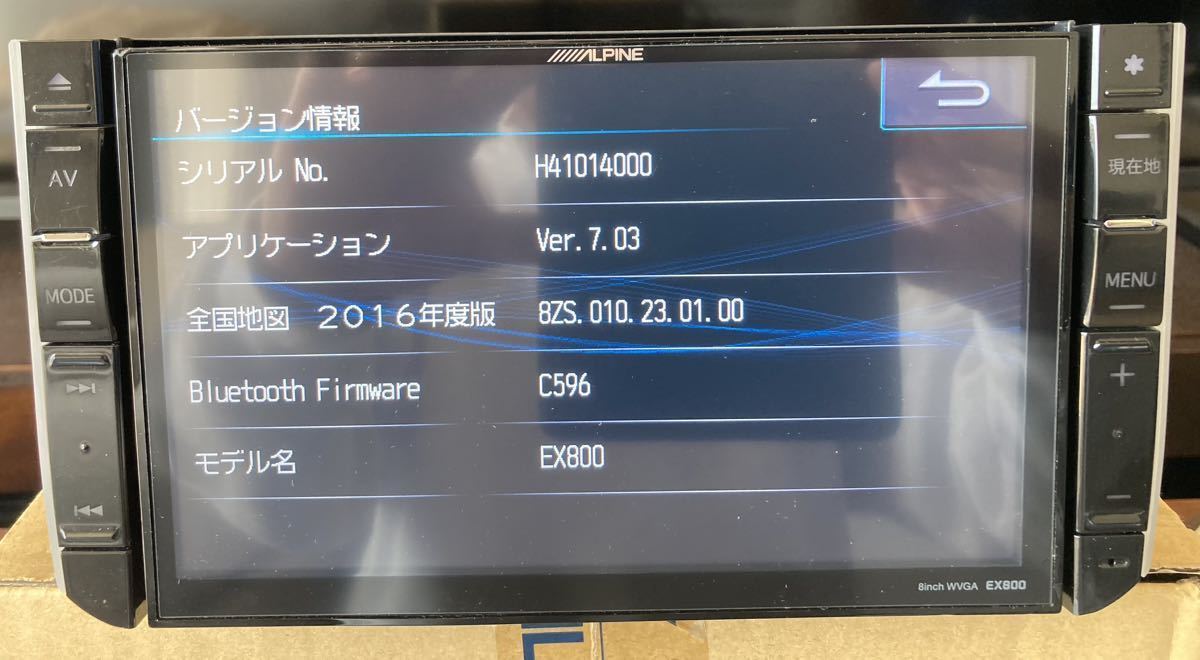 ALPINE
バージョン情報
シリアル No. H41014000
アプリケーション Ver.7.03
全国地図 2016年度版 8ZS.010.23.01.00
Bluetooth Firmware C596
モデル名 EX800
8inch WVGA EX800
AV
MODE
現在地
MENU